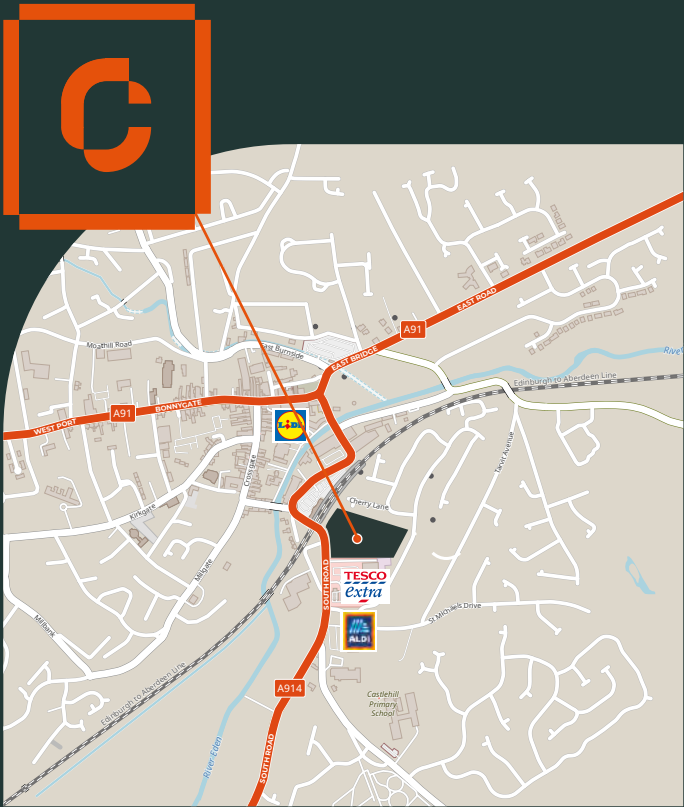 A91
EAST ROAD
East Burnside
EAST BRIDGE
Moathill Road
River
Edinburgh to Aberdeen Line
A91
BONNYGATE
WEST PORT
LIDL
Tarvit Avenue
Crossgate
Cherry Lane
Kirkgate
Millgate
SOUTH ROAD
TESCO
extra
St Michaels Drive
ALDI
Millbank
Edinburgh to Aberdeen Line
A914
Castlehill
Primary
School
River Eden
SOUTH ROAD